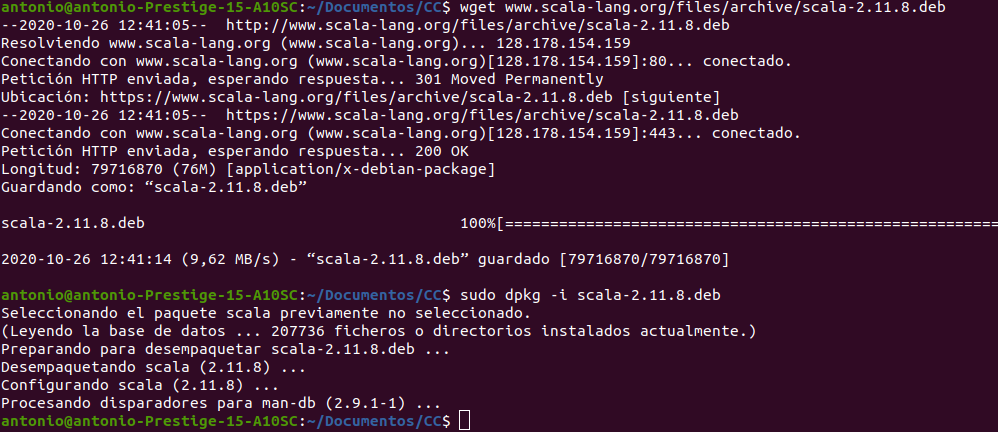 antonio@antonio-Prestige-15-A10SC:~/Documentos/CC$ wget www.scala-lang.org/files/archive/scala-2.11.8.deb
--2020-10-26 12:41:05--  http://www.scala-lang.org/files/archive/scala-2.11.8.deb
Resolviendo www.scala-lang.org (www.scala-lang.org)... 128.178.154.159
Conectando con www.scala-lang.org (www.scala-lang.org)[128.178.154.159]:80... conectado.
Petición HTTP enviada, esperando respuesta... 301 Moved Permanently
Ubicación: https://www.scala-lang.org/files/archive/scala-2.11.8.deb [siguiente]
--2020-10-26 12:41:05--  https://www.scala-lang.org/files/archive/scala-2.11.8.deb
Conectando con www.scala-lang.org (www.scala-lang.org)[128.178.154.159]:443... conectado.
Petición HTTP enviada, esperando respuesta... 200 OK
Longitud: 79716870 (76M) [application/x-debian-package]
Guardando como: “scala-2.11.8.deb”
scala-2.11.8.deb 100%[=======================================================
2020-10-26 12:41:14 (9,62 MB/s) - “scala-2.11.8.deb” guardado [79716870/79716870]
antonio@antonio-Prestige-15-A10SC:~/Documentos/CC$ sudo dpkg -i scala-2.11.8.deb
Seleccionando el paquete scala previamente no seleccionado.
(Leyendo la base de datos ... 207736 ficheros o directorios instalados actualmente.)
Preparando para desempaquetar scala-2.11.8.deb ...
Desempaquetando scala (2.11.8) ...
Configurando scala (2.11.8) ...
Procesando disparadores para man-db (2.9.1-1) ...
antonio@antonio-Prestige-15-A10SC:~/Documentos/CC$